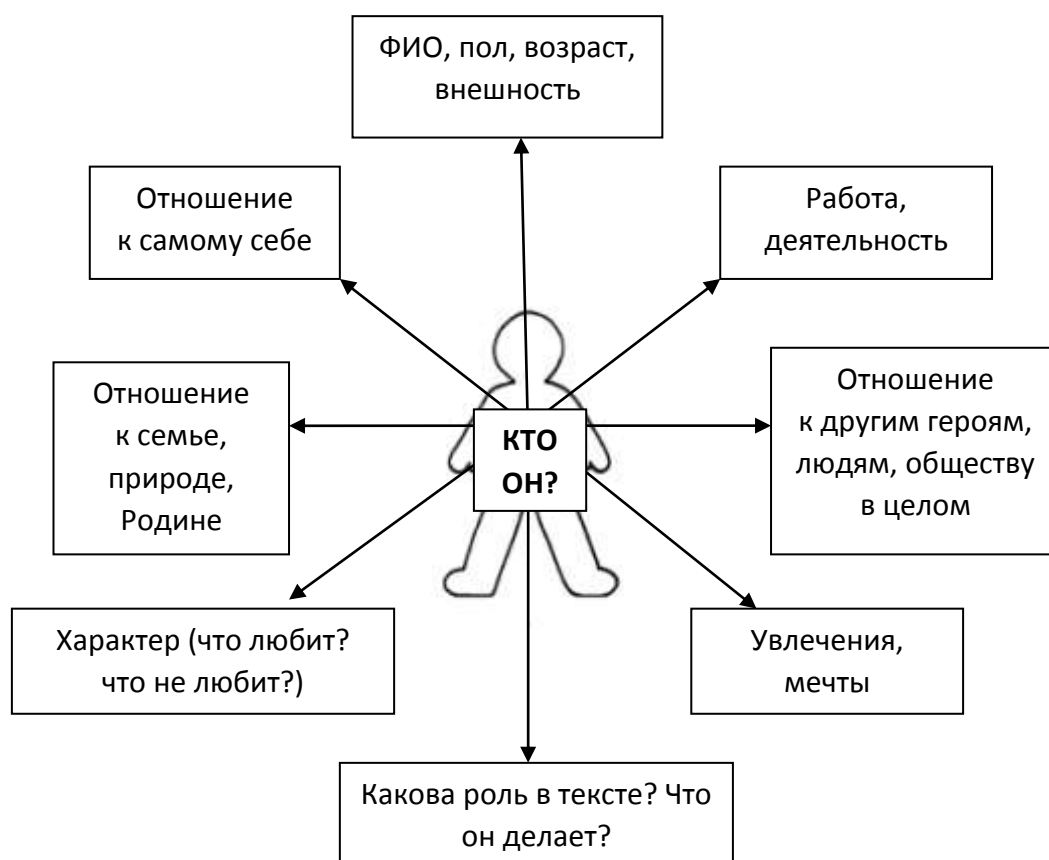 ФИО, пол, возраст,
внешность
Отношение
к самому себе
Работа,
деятельность
Отношение
к семье,
природе,
Родине
КТО
ОН?
Отношение
к другим героям,
людям, обществу
в целом
Характер (что любит?
что не любит?)
Увлечения,
мечты
Какова роль в тексте? Что
он делает?